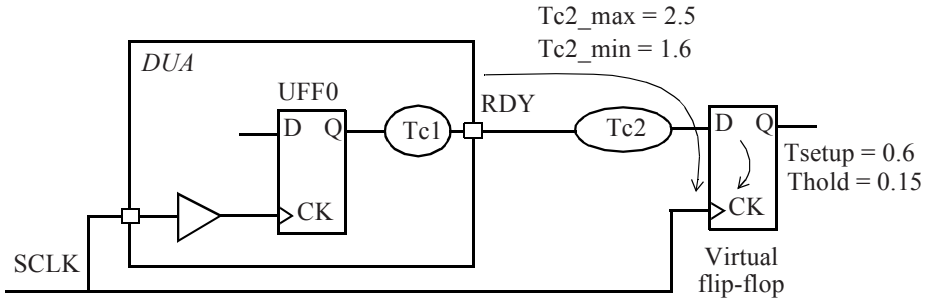 Tc2_max = 2.5
Tc2_min = 1.6
DUA
UFF0
D Q
CK
Tc1
RDY
Tc2
D Q
CK
Tsetup = 0.6
Thold = 0.15
SCLK
Virtual
flip-flop